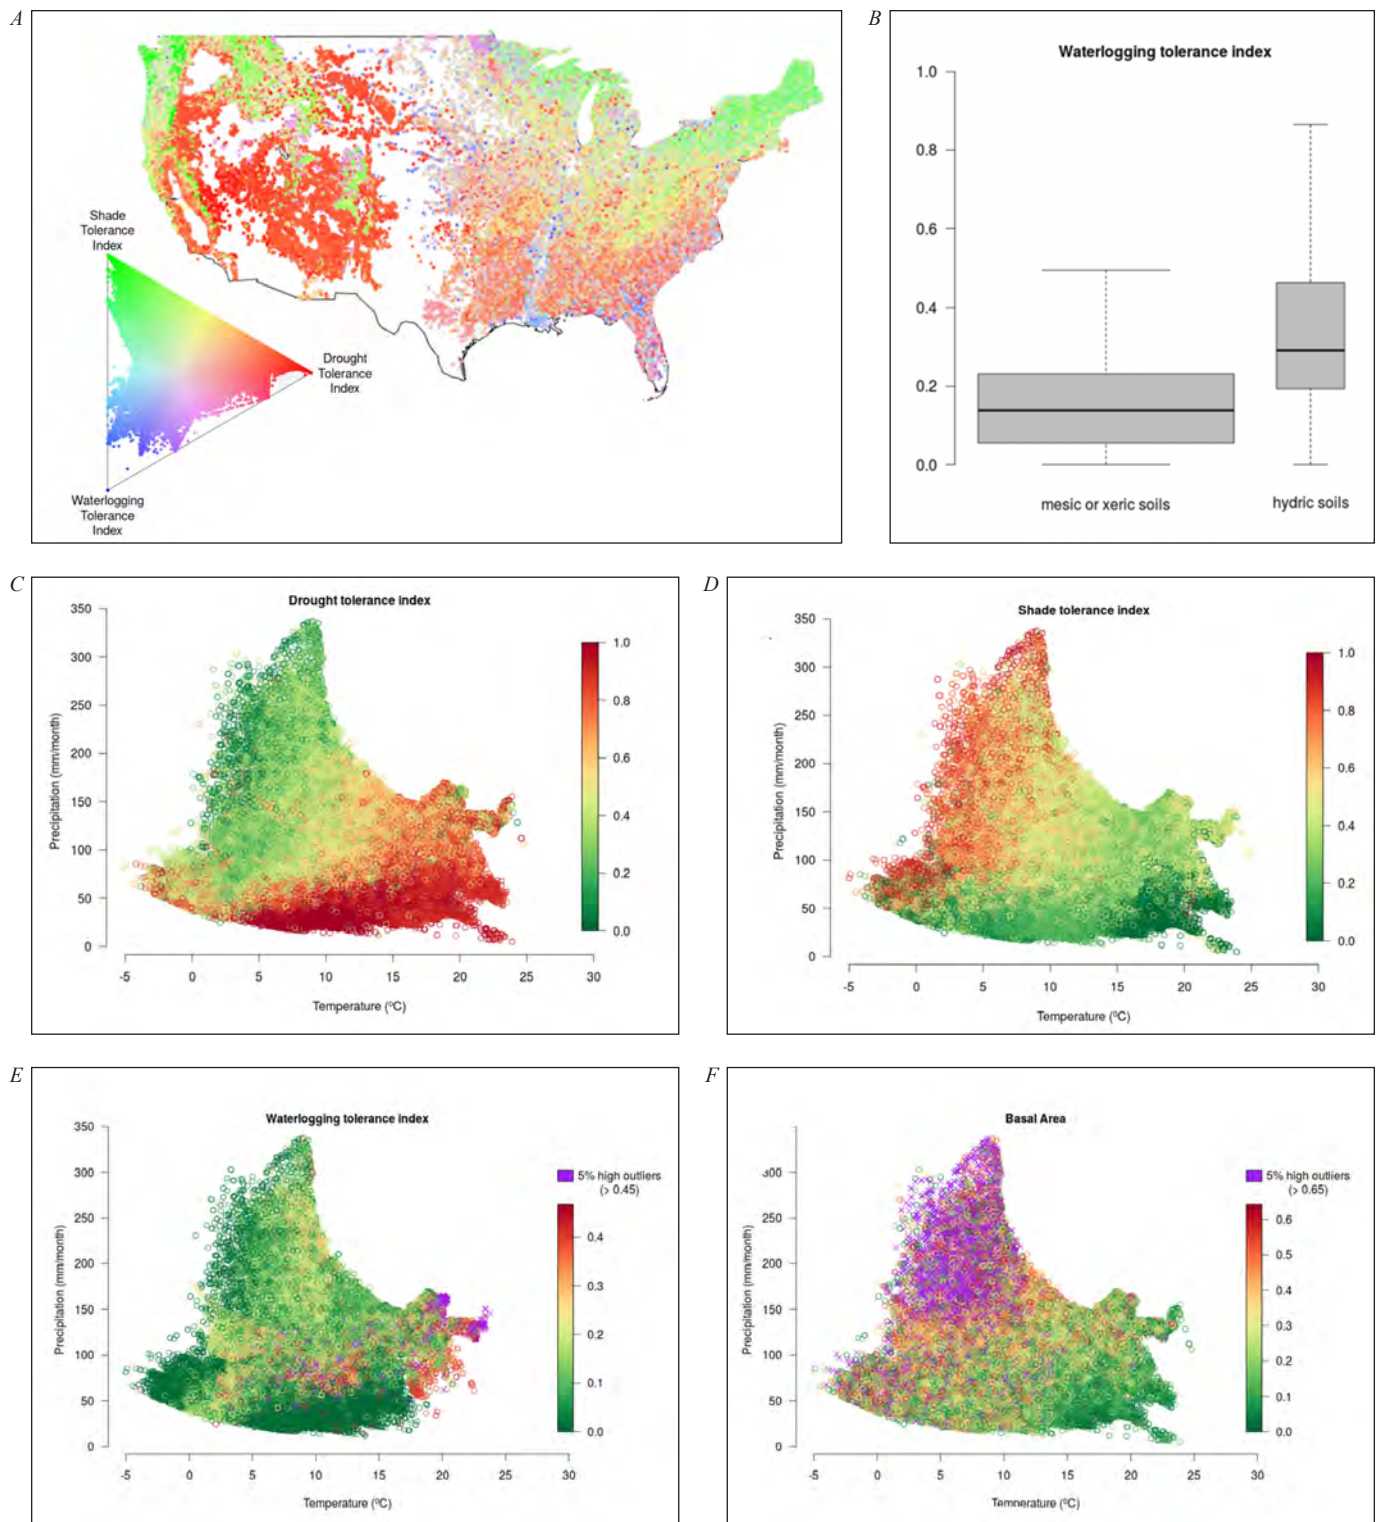 A
Shade
Tolerance
Index
Drought
Tolerance
Index
Waterlogging
Tolerance
Index
B
Waterlogging tolerance index
1.0
0.8
0.6
0.4
0.2
0.0
mesic or xeric soils
hydric soils
C
Drought tolerance index
350
300
250
200
150
100
50
0
Precipitation (mm/month)
-5
0
5
10
15
20
25
30
Temperature (ºC)
1.0
0.8
0.6
0.4
0.2
0.0
D
Shade tolerance index
350
300
250
200
150
100
50
0
Precipitation (mm/month)
-5
0
5
10
15
20
25
30
Temperature (ºC)
1.0
0.8
0.6
0.4
0.2
0.0
E
Waterlogging tolerance index
350
300
250
200
150
100
50
0
Precipitation (mm/month)
-5
0
5
10
15
20
25
30
Temperature (ºC)
5% high outliers
(> 0.45)
0.4
0.3
0.2
0.1
0.0
F
Basal Area
300
250
200
150
100
50
0
Precipitation (mm/month)
-5
0
5
10
15
20
25
30
Temperature (ºC)
5% high outliers
(> 0.65)
0.6
0.5
0.4
0.3
0.2
0.1
0.0